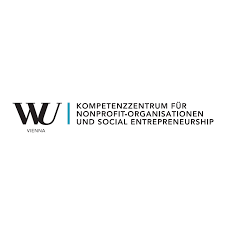 WU
VIENNA
KOMPETENZZENTRUM FÜR
NONPROFIT-ORGANISATIONEN
UND SOCIAL ENTREPRENEURSHIP